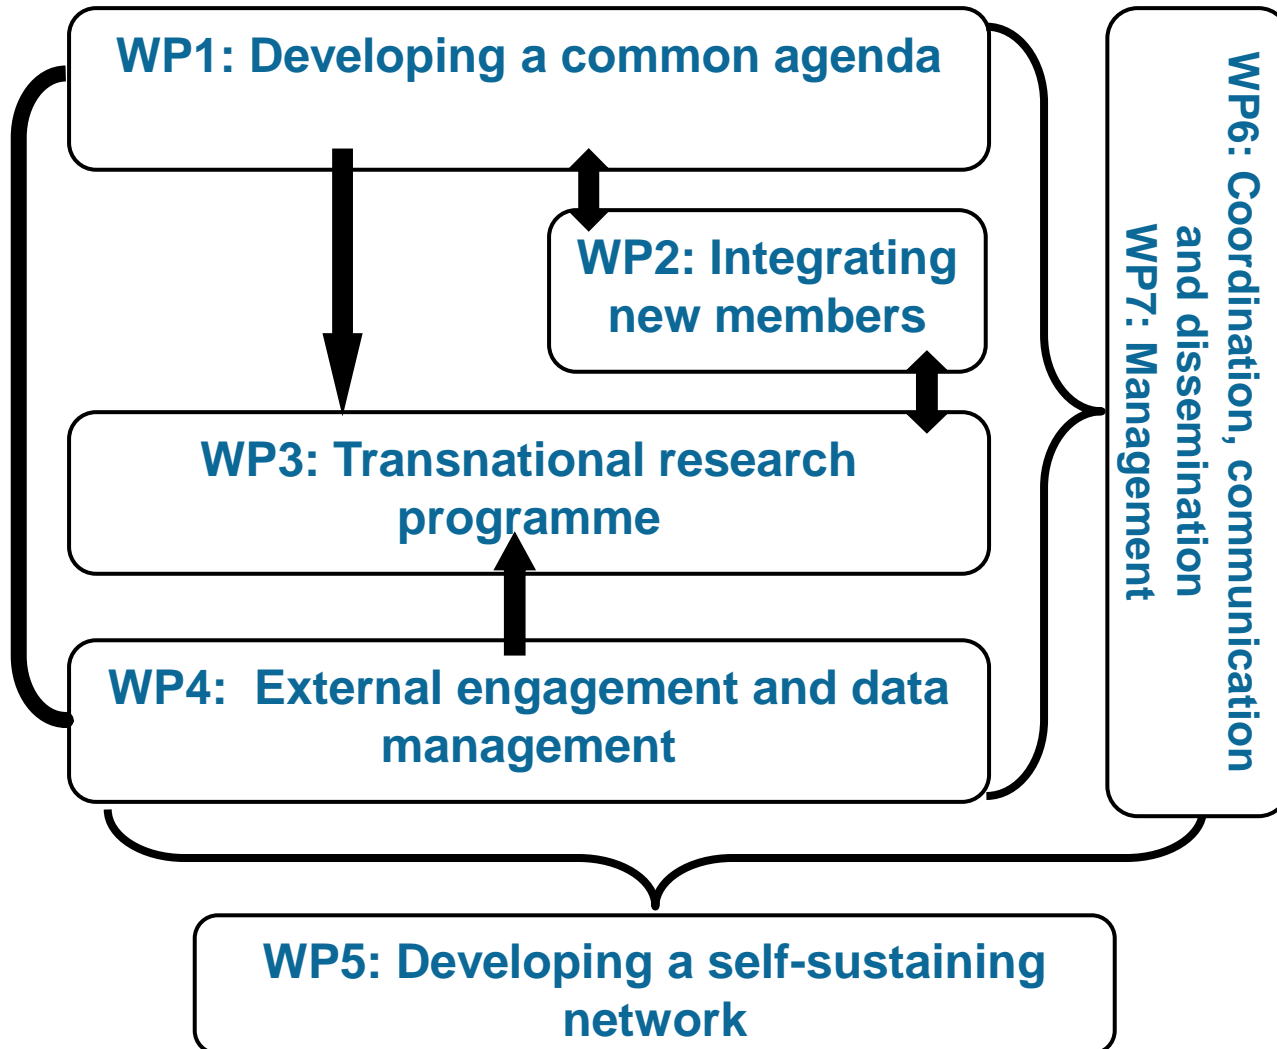 WP1: Developing a common agenda
WP2: Integrating
new members
WP3: Transnational research
programme
WP4:  External engagement and data
management
WP5: Developing a self-sustaining
network
WP6: Coordination, communication
and dissemination
WP7: Management